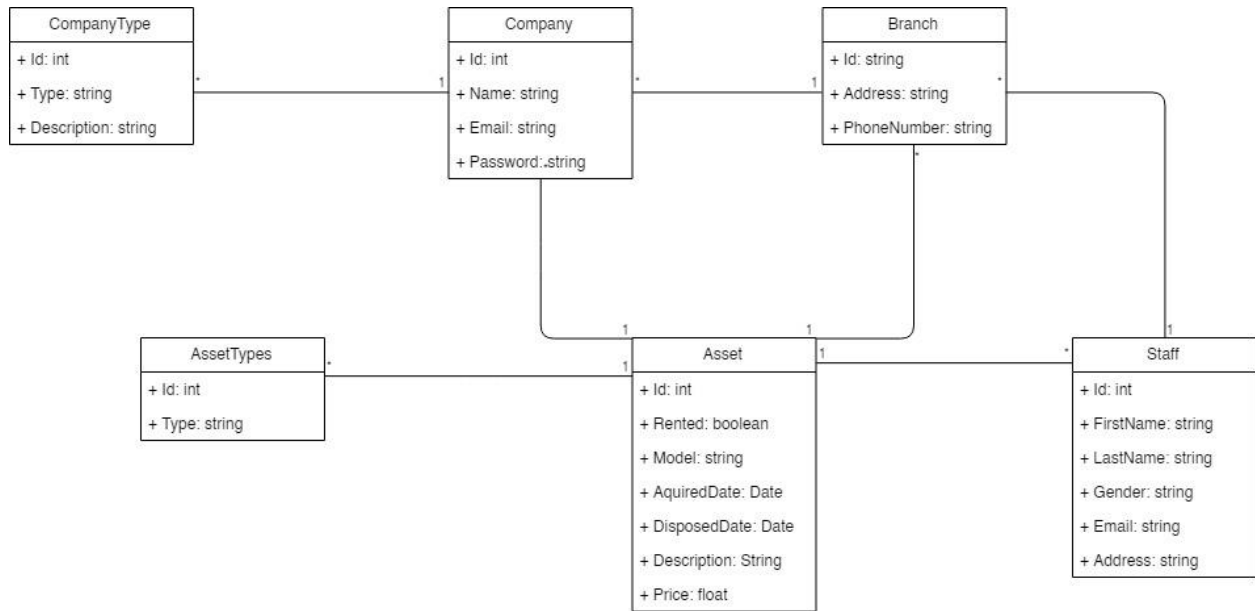 CompanyType
+ Id: int
+ Type: string
+ Description: string
* 1
Company
+ Id: int
+ Name: string
+ Email: string
+ Password: string
* 1
Branch
+ Id: string
+ Address: string
+ PhoneNumber: string
*
*
*
1
1
1
AssetTypes
+ Id: int
+ Type: string
* 1
Asset
+ Id: int
+ Rented: boolean
+ Model: string
+ AquiredDate: Date
+ DisposedDate: Date
+ Description: String
+ Price: float
1 *
Staff
+ Id: int
+ FirstName: string
+ LastName: string
+ Gender: string
+ Email: string
+ Address: string